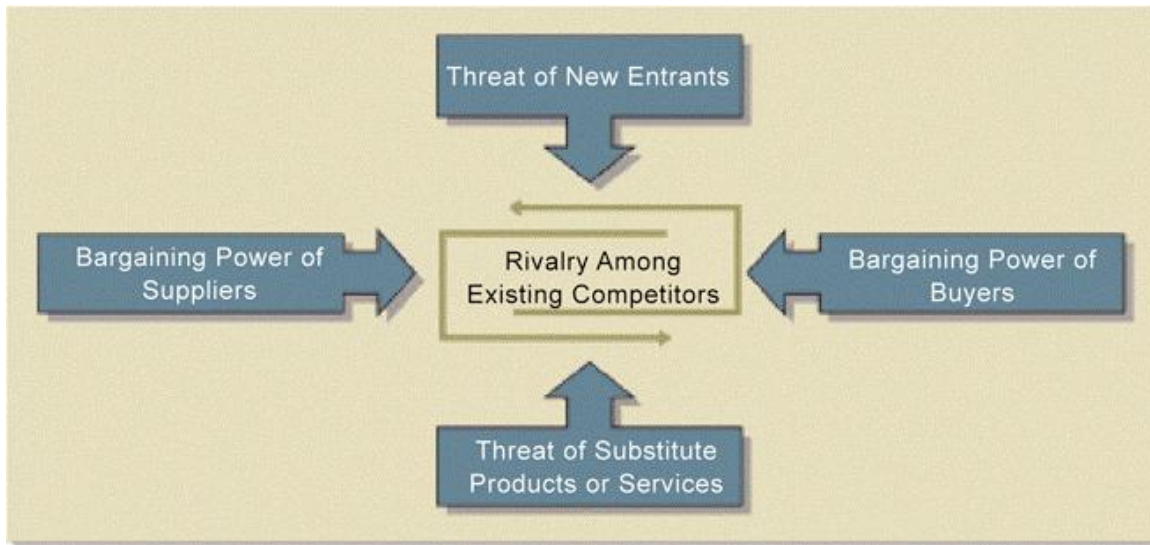 Threat of New Entrants
Bargaining Power of
Suppliers
Rivalry Among
Existing Competitors
Bargaining Power of
Buyers
Threat of Substitute
Products or Services